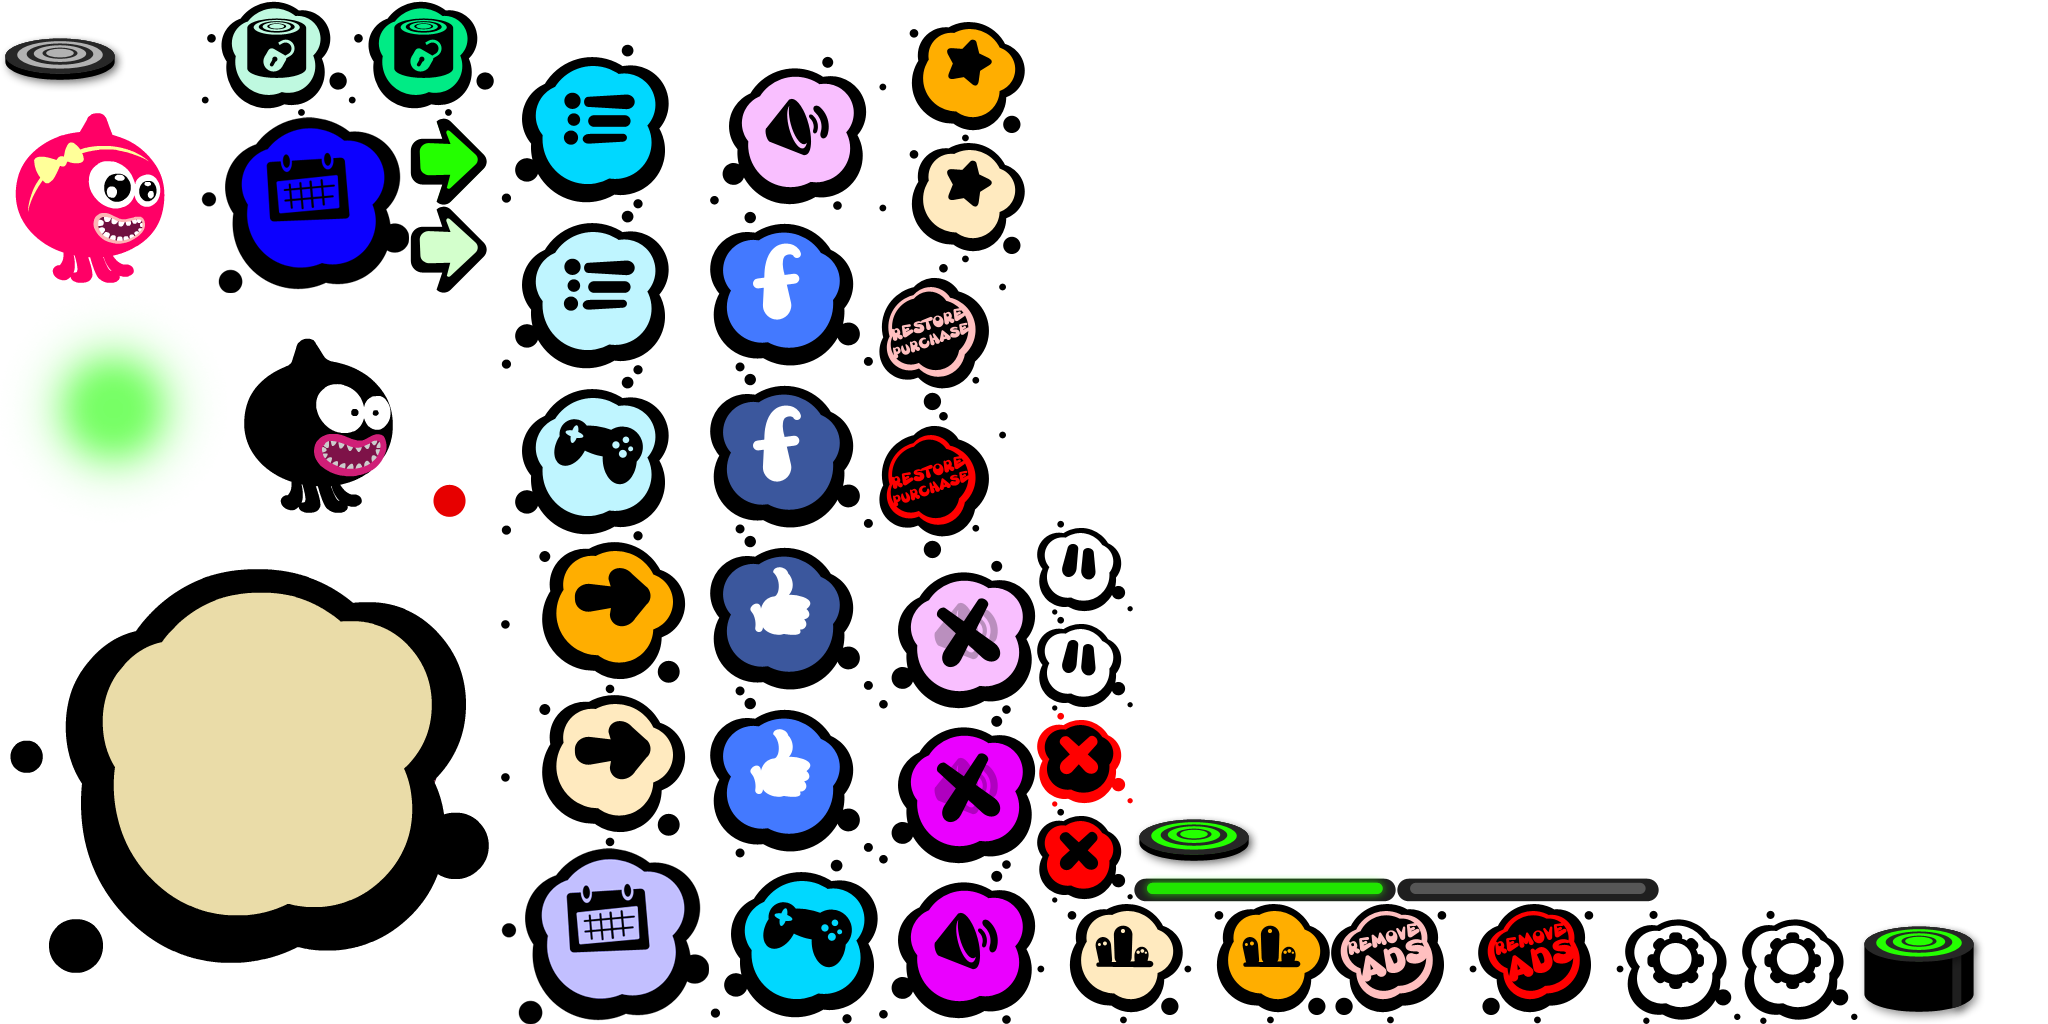 f
RESTORE
PURCHASE
f
RESTORE
PURCHASE
REMOVE
ADS
REMOVE
ADS